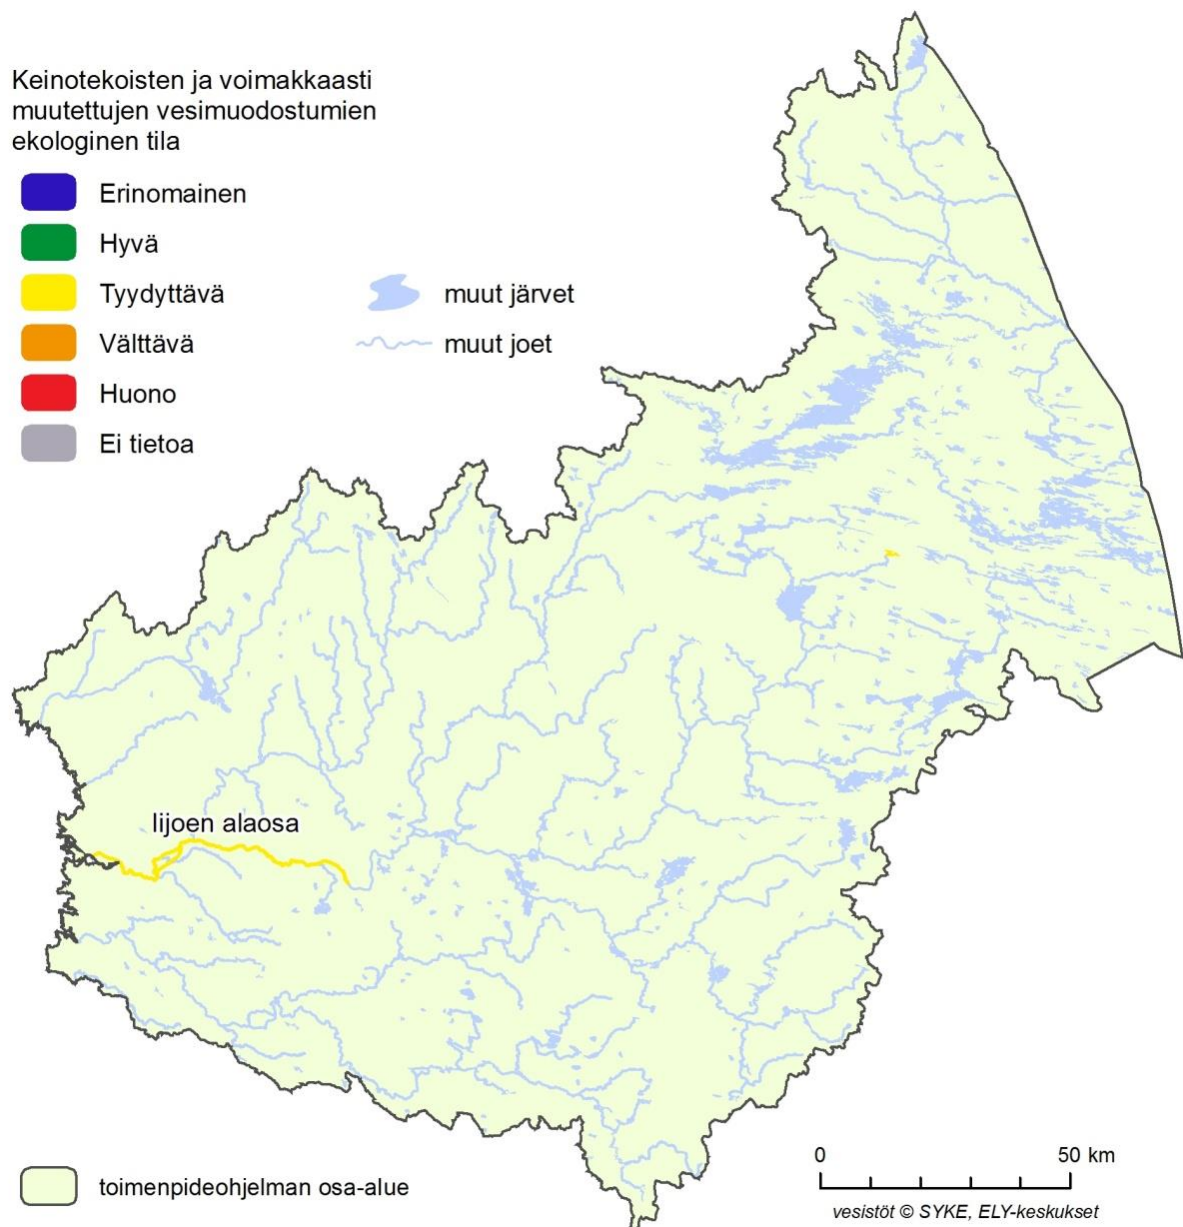 Keinotekoisten ja voimakkaasti
muutettujen vesimuodostumien
ekologinen tila
Erinomainen
Hyvä
Tyydyttävä
Välttävä
Huono
Ei tietoa
muut järvet
muut joet
Iijoen alaosa
toimenpideohjelman osa-alue
0 50 km
vesistöt © SYKE, ELY-keskukset